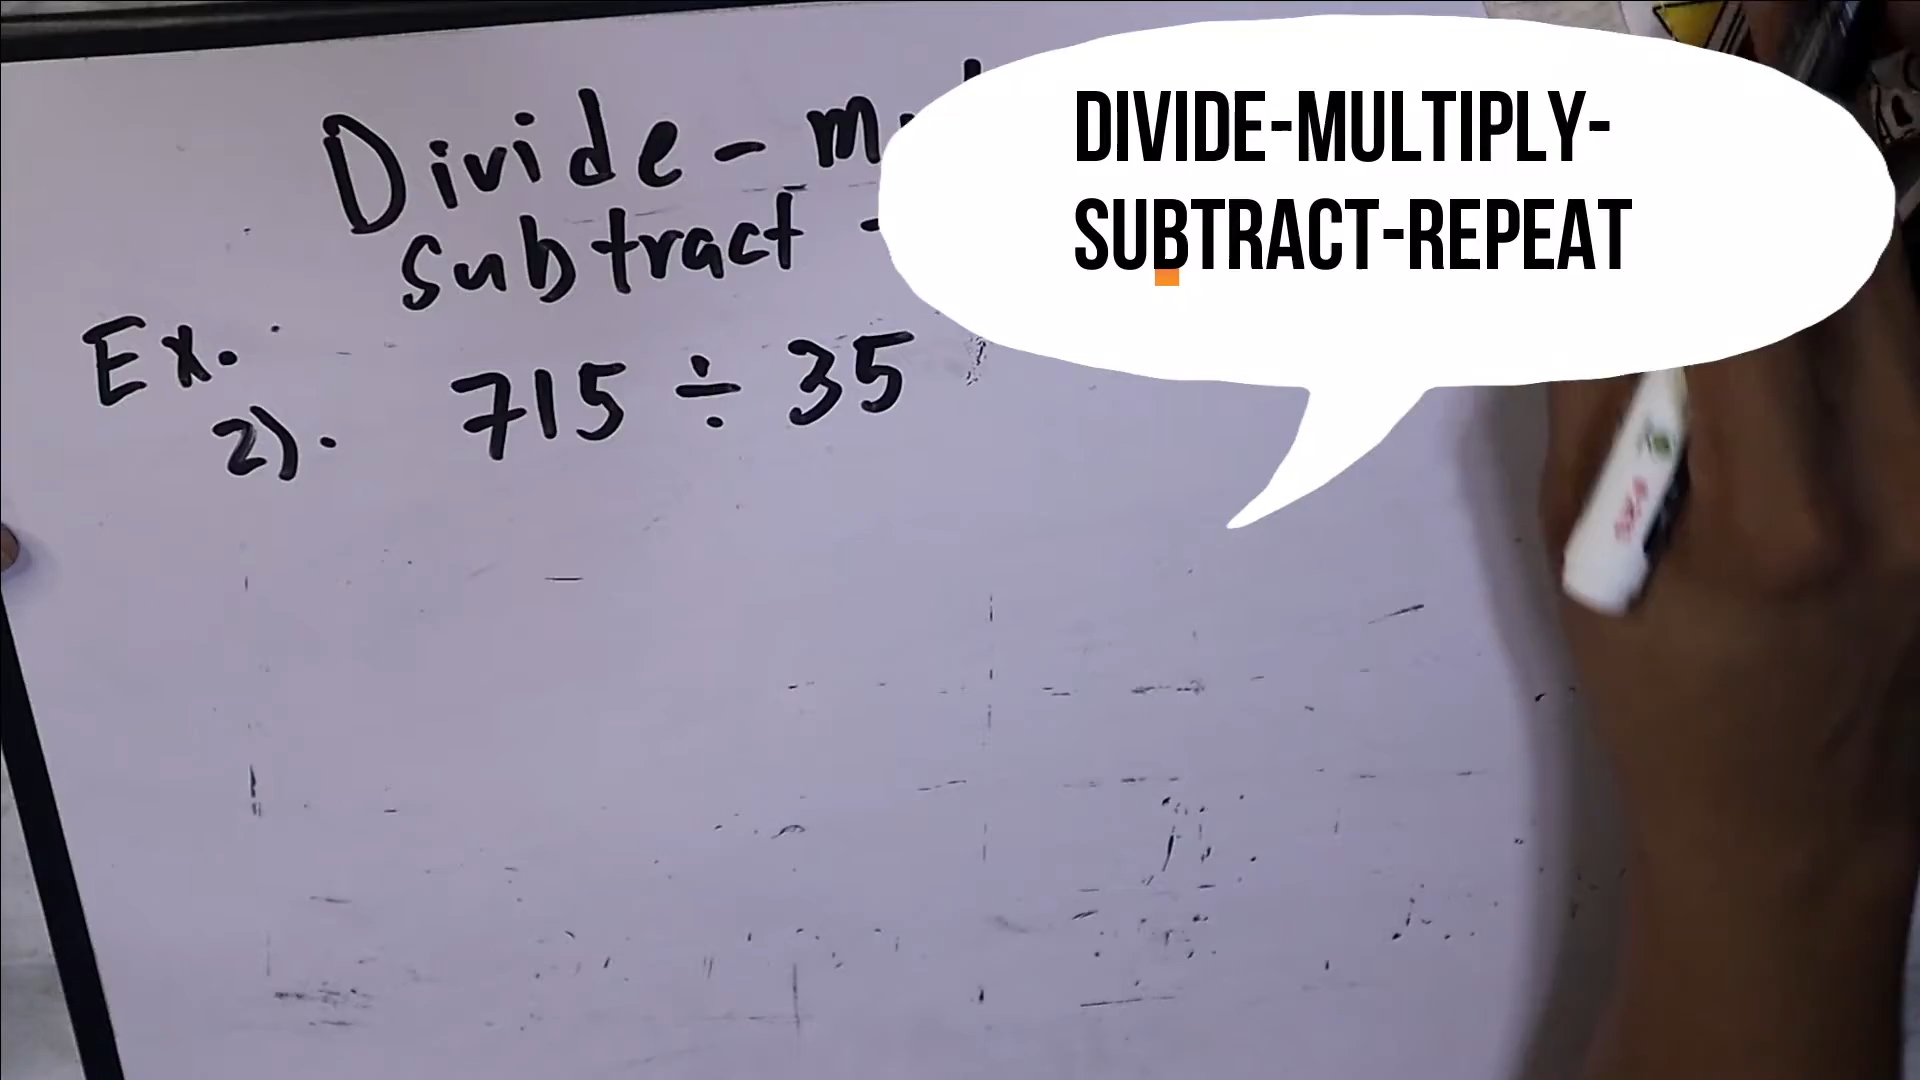 Divide -
subtract -
DIVIDE-MULTIPLY-
SUBTRACT-REPEAT
Ex.
2). 715 ÷ 35